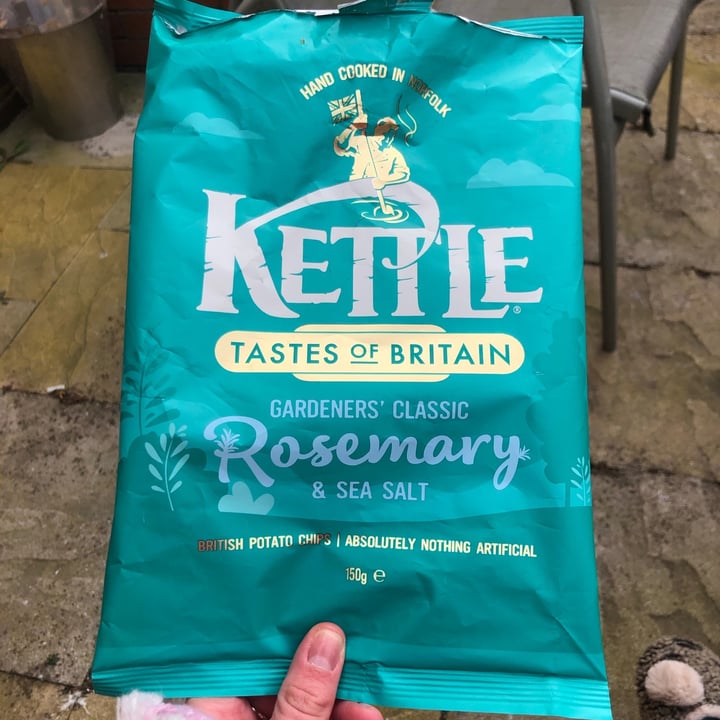 HAND COOKED IN NORFOLK
KETTLE®
TASTES OF BRITAIN
GARDENERS' CLASSIC
Rosemary
& SEA SALT
BRITISH POTATO CHIPS | ABSOLUTELY NOTHING ARTIFICIAL
150g ℮